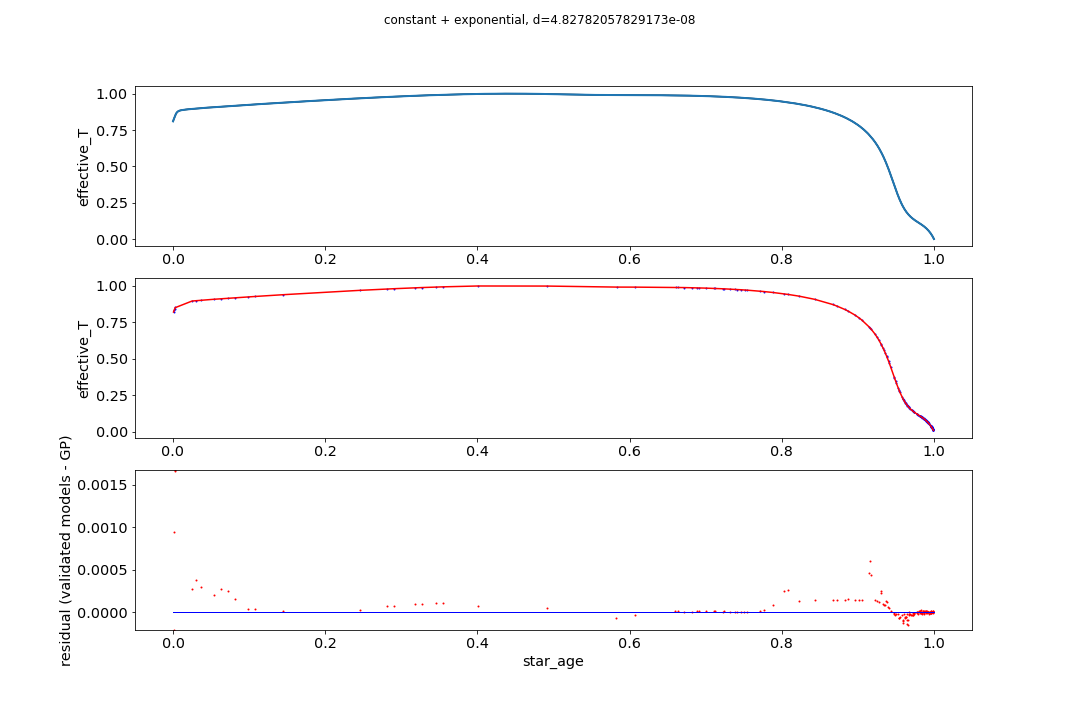 constant + exponential, d=4.82782057829173e-08
1.00
0.75
0.50
0.25
0.00
effective_T
0.0 0.2 0.4 0.6 0.8 1.0
1.00
0.75
0.50
0.25
0.00
effective_T
0.0 0.2 0.4 0.6 0.8 1.0
0.0015
0.0010
0.0005
0.0000
residual (validated models - GP)
0.0 0.2 0.4 0.6 0.8 1.0
star_age